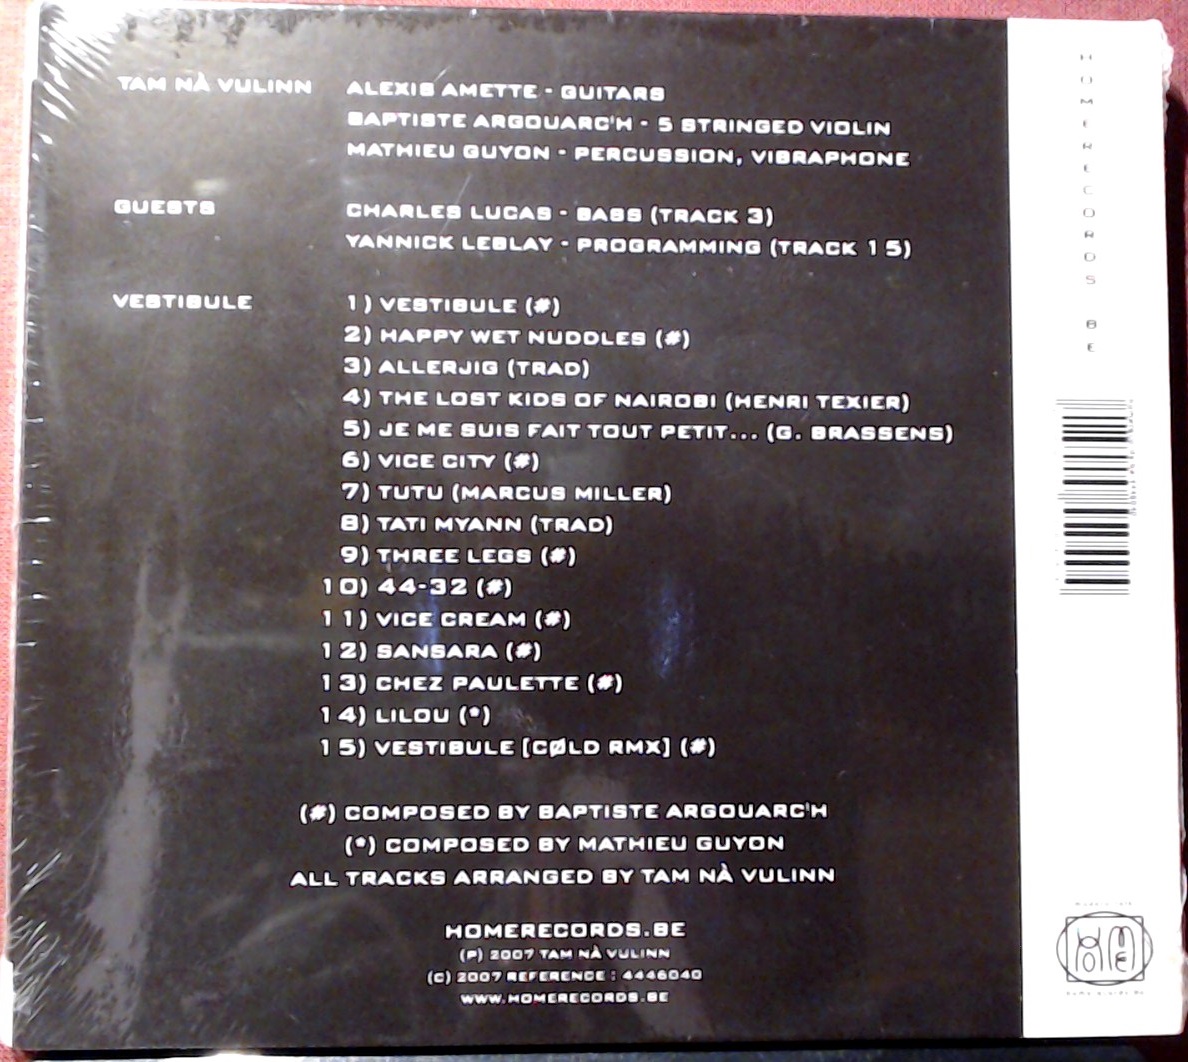 TAM NÀ VULINN ALEXIS AMETTE - GUITARS
BAPTISTE ARGOUARC'H - 5 STRINGED VIOLIN
MATHIEU GUYON - PERCUSSION, VIBRAPHONE
GUESTS CHARLES LUCAS - BASS (TRACK 3)
YANNICK LEBLAY - PROGRAMMING (TRACK 15)
VESTIBULE 1) VESTIBULE (#)
2) HAPPY WET NUDDLES (#)
3) ALLERJIG (TRAD)
4) THE LOST KIDS OF NAIROBI (HENRI TEXIER)
5) JE ME SUIS FAIT TOUT PETIT... (G. BRASSENS)
6) VICE CITY (#)
7) TUTU (MARCUS MILLER)
8) TATI MYANN (TRAD)
9) THREE LEGS (#)
10) 44-32 (#)
11) VICE CREAM (#)
12) SANSARA (#)
13) CHEZ PAULETTE (#)
14) LILOU (*)
15) VESTIBULE [CØLD RMX] (#)
(#) COMPOSED BY BAPTISTE ARGOUARC'H
(*) COMPOSED BY MATHIEU GUYON
ALL TRACKS ARRANGED BY TAM NÀ VULINN
HOMERECORDS.BE
(P) 2007 TAM NÀ VULINN
(C) 2007 REFERENCE : 4446040
WWW.HOMERECORDS.BE
HOMERECORDS BE
HOME